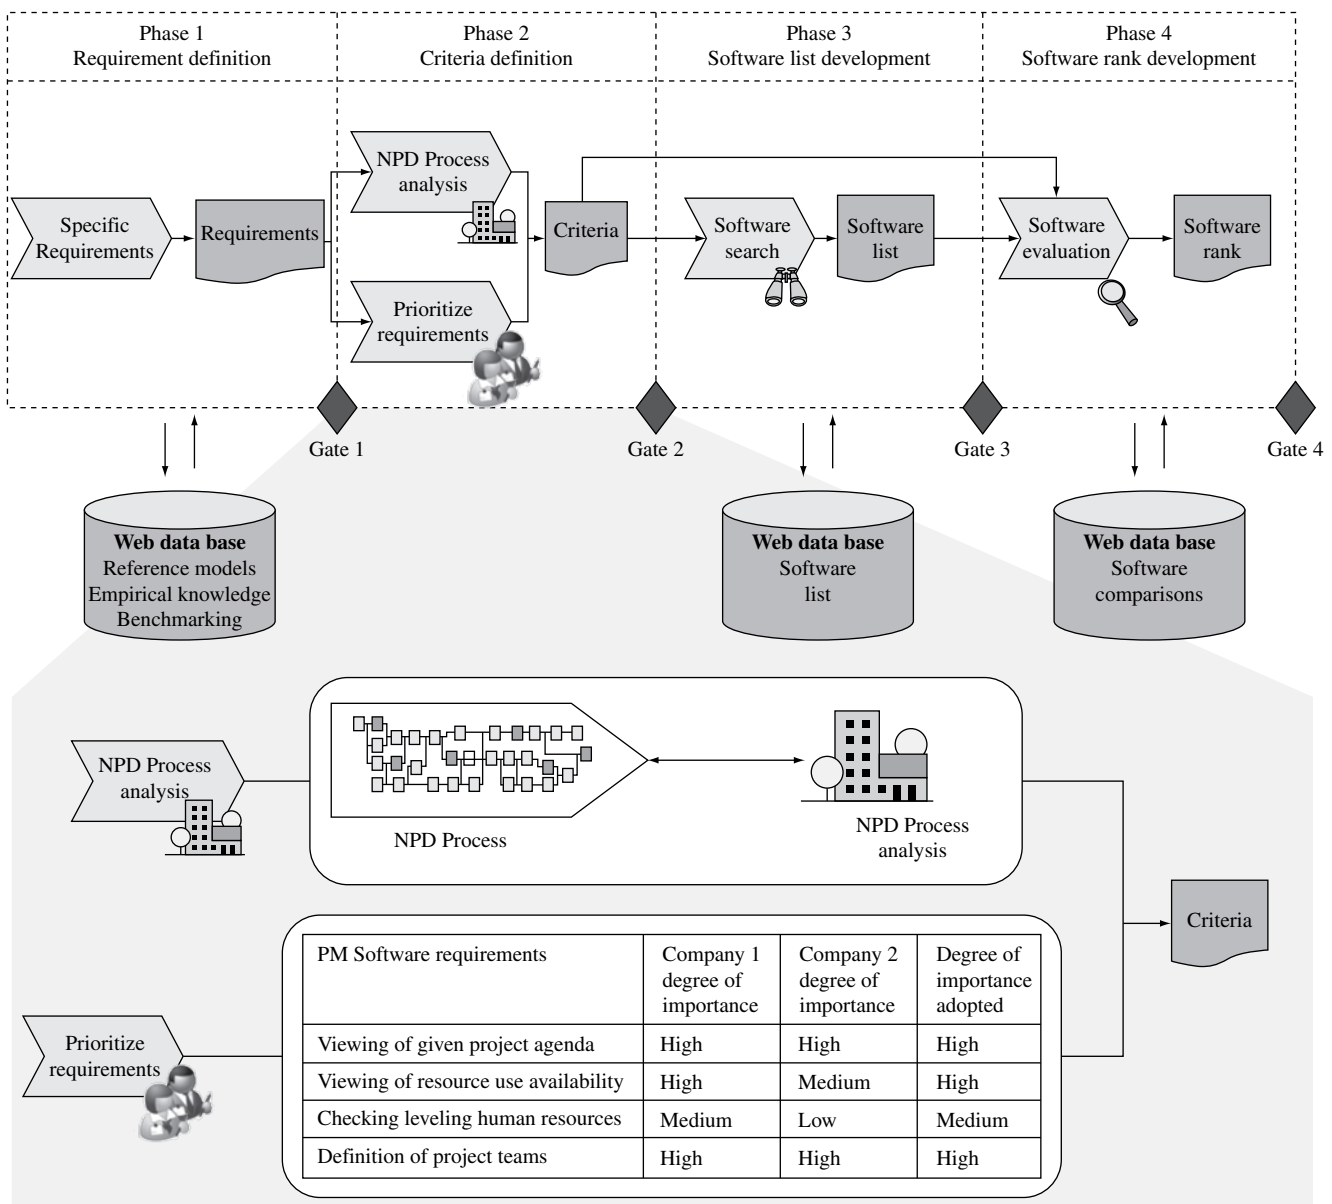 Phase 1
Requirement definition
Phase 2
Criteria definition
Phase 3
Software list development
Phase 4
Software rank development
Specific
Requirements
Requirements
NPD Process
analysis
Prioritize
requirements
Criteria
Software
search
Software
list
Software
evaluation
Software
rank
Gate 1
Gate 2
Gate 3
Gate 4
Web data base
Reference models
Empirical knowledge
Benchmarking
Web data base
Software
list
Web data base
Software
comparisons
NPD Process
analysis
NPD Process
NPD Process
analysis
Criteria
Prioritize
requirements
PM Software requirements
Company 1
degree of
importance
Company 2
degree of
importance
Degree of
importance
adopted
Viewing of given project agenda High High High
Viewing of resource use availability High Medium High
Checking leveling human resources Medium Low Medium
Definition of project teams High High High